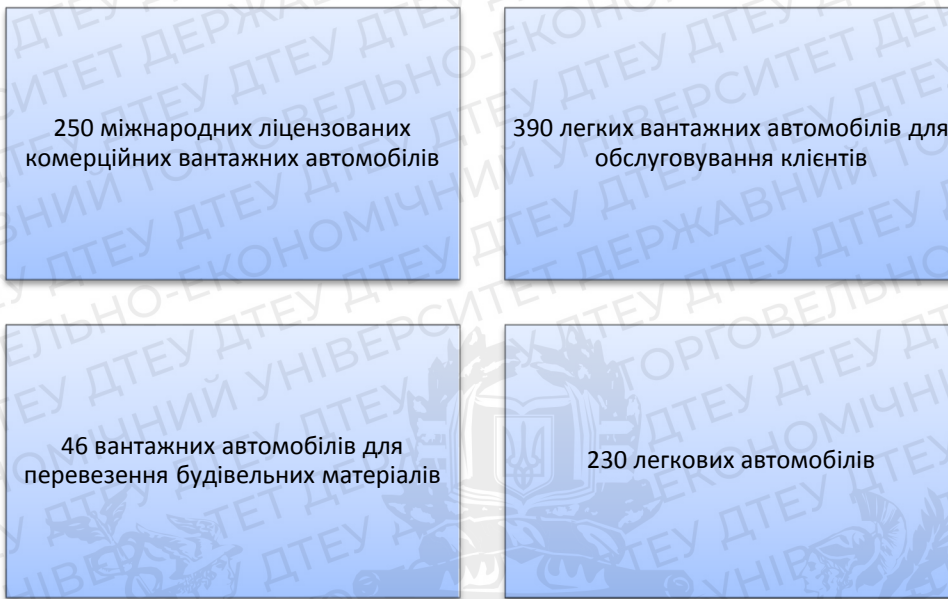 250 міжнародних ліцензованих
комерційних вантажних автомобілів
390 легких вантажних автомобілів для
обслуговування клієнтів
46 вантажних автомобілів для
перевезення будівельних матеріалів
230 легкових автомобілів